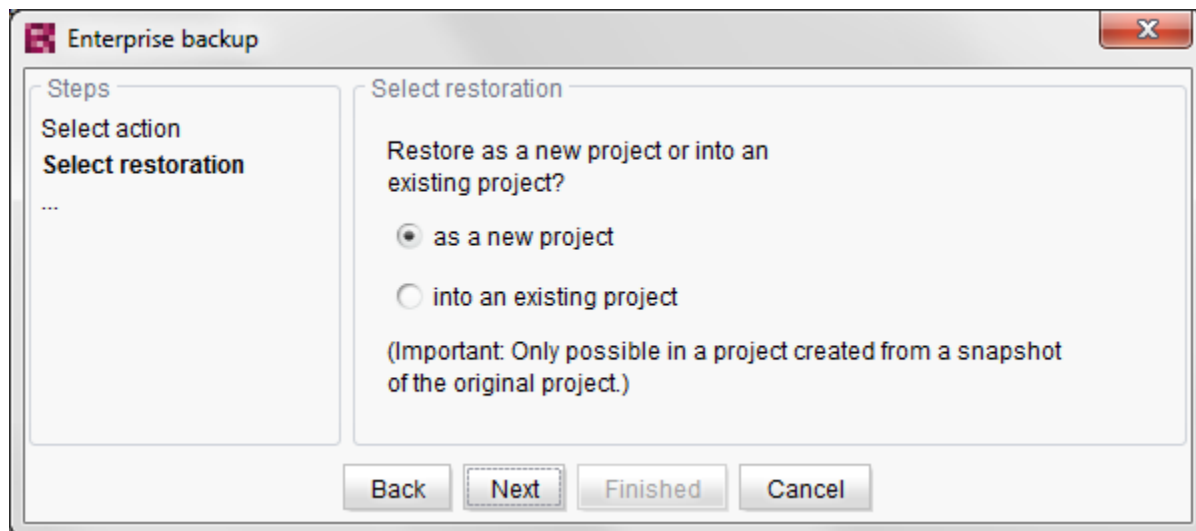 Enterprise backup
Steps
Select action
Select restoration
...
Select restoration
Restore as a new project or into an
existing project?
as a new project
into an existing project
(Important: Only possible in a project created from a snapshot
of the original project.)
Back
Next
Finished
Cancel